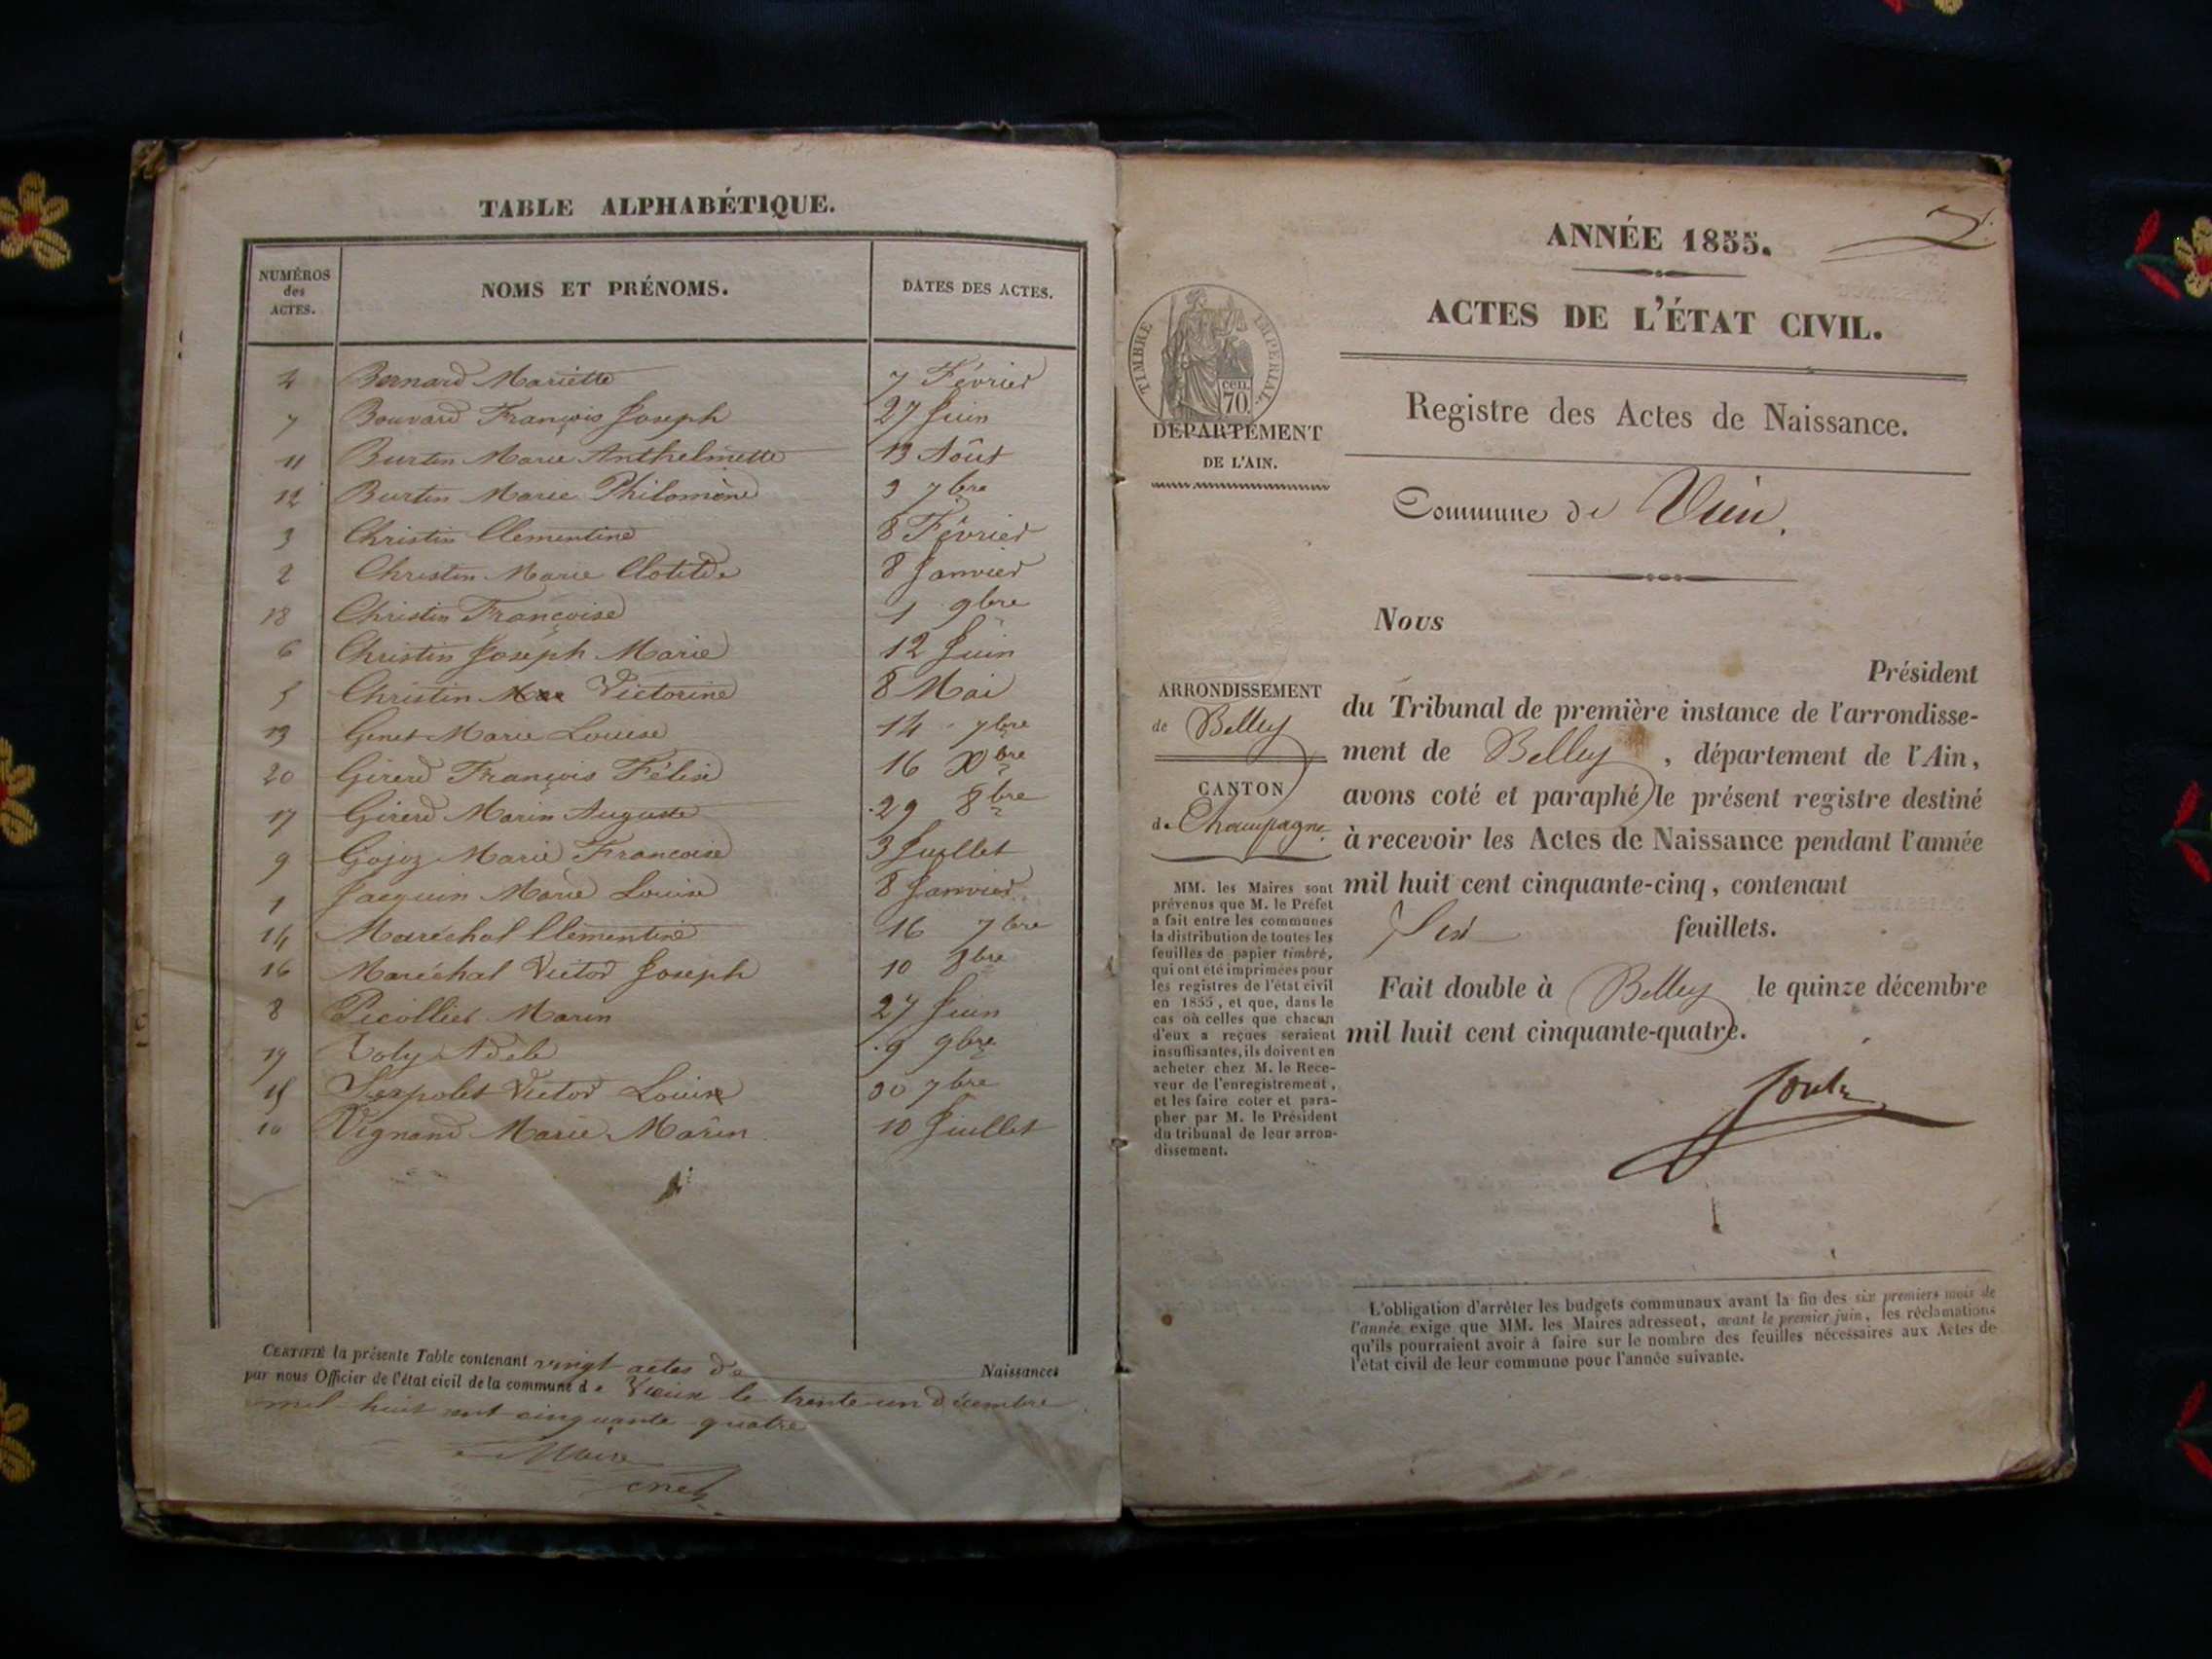 TABLE ALPHABÉTIQUE.
NUMÉROS des ACTES. NOMS ET PRÉNOMS. DATES DES ACTES.
4 Bernard Mariette 7 Février
7 Bouvard François Joseph 27 Juin
11 Burtin Marie Anthelmette 13 Août
12 Burtin Marie Philomène 3 7bre
3 Christin Clementine 8 Février
2 Christin Marie Clotilde 8 Janvier
18 Christin Françoise 1 9bre
6 Christin Joseph Marie 12 Juin
5 Christin Victorine 8 Mai
13 Genet Marie Louise 14 7bre
20 Girerd François Félix 16 Xbre
17 Girerd Marin Auguste 29 8bre
9 Gojoz Marie Francoise 3 Juillet
1 Jacquin Marie Louise 8 Janvier
14 Maréchal Clementine 16 7bre
16 Maréchal Victor Joseph 10 8bre
8 Picollet Marin 27 Juin
19 Adele 9 9bre
15 Serpolet Victor Louis 30 7bre
10 Vignand Marie Marin 10 Juillet
CERTIFIÉ la présente Table contenant vingt actes de Naissances
par nous Officier de l'état civil de la commune de Vieux le trente un décembre
mil huit cent cinquante quatre
Maire
ANNÉE 1855.
ACTES DE L'ÉTAT CIVIL.
TIMBRE IMPERIAL
cen.
70
DÉPARTEMENT
DE L'AIN.
Registre des Actes de Naissance.
Commune de Vieu.
Nous
Président
ARRONDISSEMENT
de Belley
CANTON
de Champagne
du Tribunal de première instance de l'arrondisse-
ment de Belley, département de l'Ain,
avons coté et paraphé le présent registre destiné
à recevoir les Actes de Naissance pendant l'année
mil huit cent cinquante-cinq, contenant
Six feuillets.
Fait double à Belley le quinze décembre
mil huit cent cinquante-quatre.
MM. les Maires sont
prévenus que M. le Préfet
a fait entre les communes
la distribution de toutes les
feuilles de papier timbré,
qui ont été imprimées pour
les registres de l'état civil
en 1855, et que, dans le
cas où celles que chacun
d'eux a reçues seraient
insuffisantes, ils doivent en
acheter chez M. le Rece-
veur de l'enregistrement,
et les faire coter et para-
pher par M. le Président
du tribunal de leur arron-
dissement.
L'obligation d'arrêter les budgets communaux avant la fin des six premiers mois de
l'année exige que MM. les Maires adressent, avant le premier juin, les réclamations
qu'ils pourraient avoir à faire sur le nombre des feuilles nécessaires aux Actes de
l'état civil de leur commune pour l'année suivante.